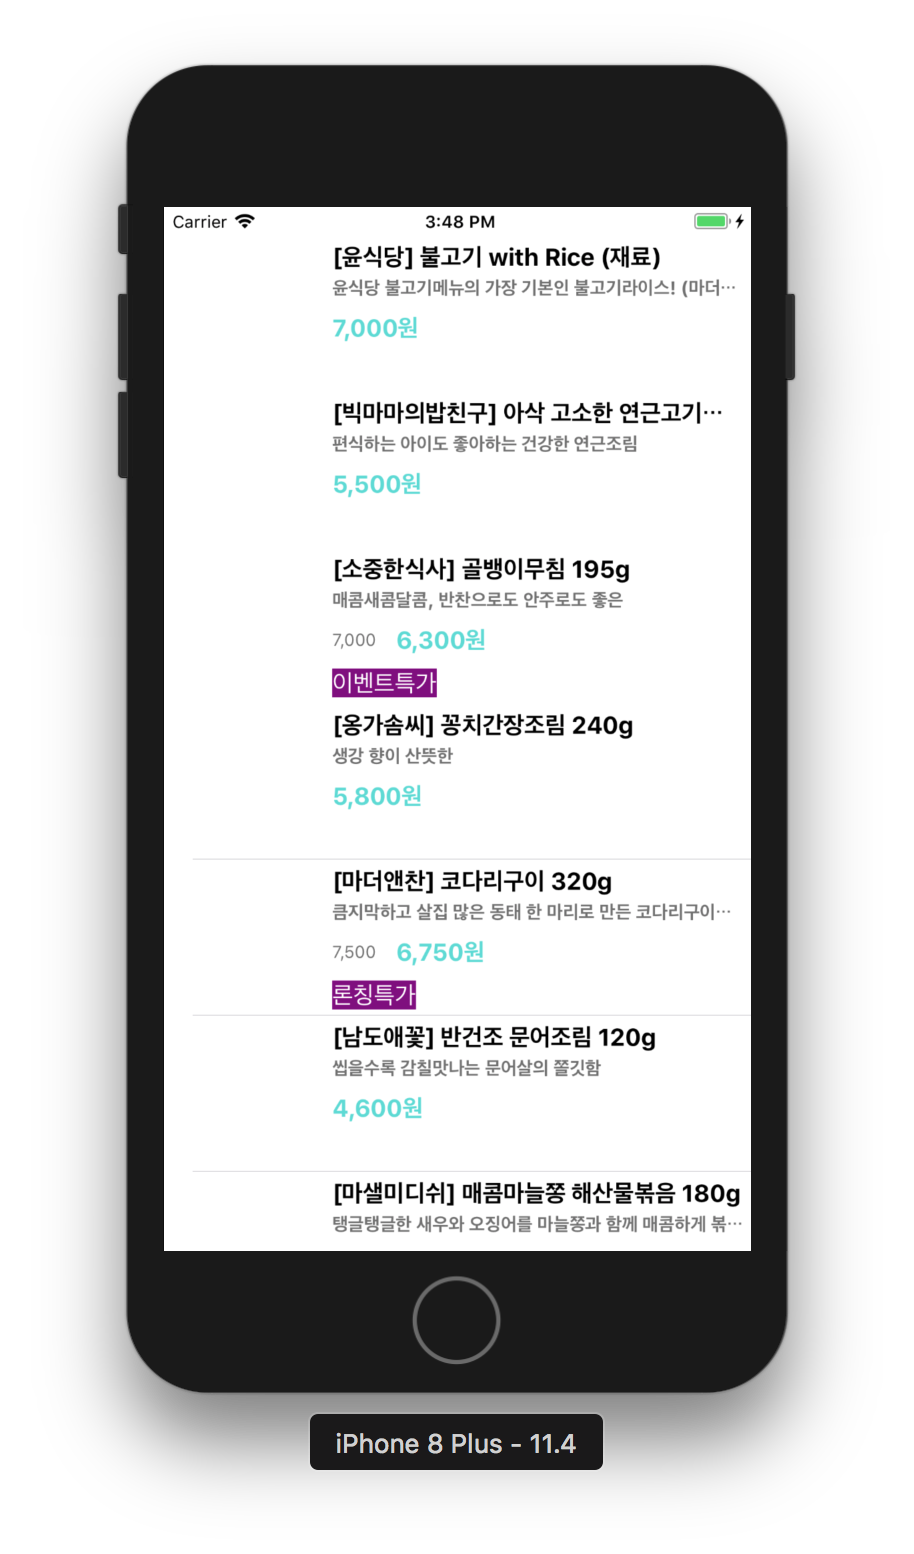 Carrier 3:48 PM
[윤식당] 불고기 with Rice (재료)
윤식당 불고기메뉴의 가장 기본인 불고기라이스! (마더…
7,000원
[빅마마의밥친구] 아삭 고소한 연근고기…
편식하는 아이도 좋아하는 건강한 연근조림
5,500원
[소중한식사] 골뱅이무침 195g
매콤새콤달콤, 반찬으로도 안주로도 좋은
7,000 6,300원
이벤트특가
[옹가솜씨] 꽁치간장조림 240g
생강 향이 산뜻한
5,800원
[마더앤찬] 코다리구이 320g
큼지막하고 살집 많은 동태 한 마리로 만든 코다리구이…
7,500 6,750원
론칭특가
[남도애꽃] 반건조 문어조림 120g
씹을수록 감칠맛나는 문어살의 쫄깃함
4,600원
[마샐미디쉬] 매콤마늘쫑 해산물볶음 180g
탱글탱글한 새우와 오징어를 마늘쫑과 함께 매콤하게 볶…
iPhone 8 Plus - 11.4